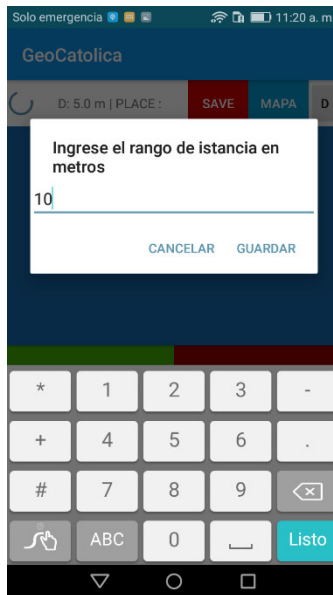 Solo emergencia 11:20 a. m
GeoCatolica
D: 5.0 m | PLACE : SAVE MAPA D
Ingrese el rango de istancia en
metros
10
CANCELAR GUARDAR
* 1 2 3 -
+ 4 5 6 .
# 7 8 9
ABC 0 Listo